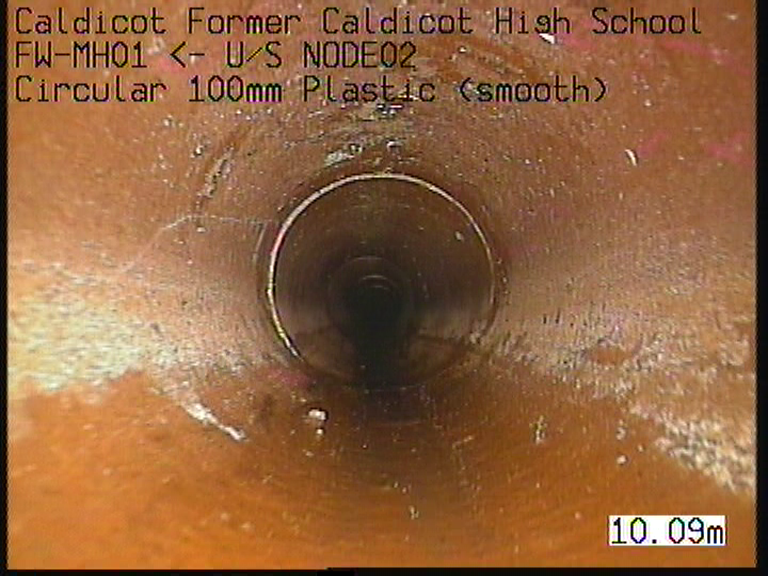 Caldicot Former Caldicot High School
FW-MH01 <- U/S NODE02
Circular 100mm Plastic (smooth)
10.09m